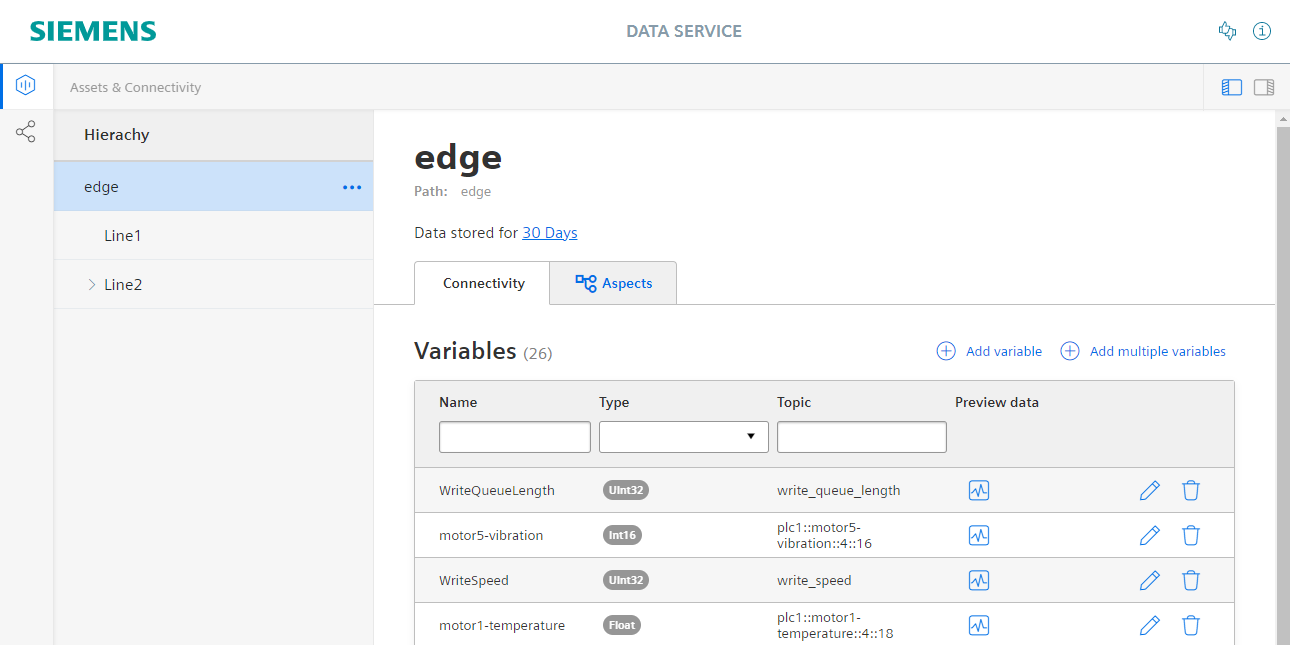 SIEMENS
DATA SERVICE
Assets & Connectivity
Hierachy
edge
Line1
Line2
edge
Path: edge
Data stored for 30 Days
Connectivity
Aspects
Variables (26)
Add variable
Add multiple variables
Name Type Topic Preview data
WriteQueueLength UInt32 write_queue_length
motor5-vibration Int16 plc1::motor5-
vibration::4::16
WriteSpeed UInt32 write_speed
motor1-temperature Float plc1::motor1-
temperature::4::18